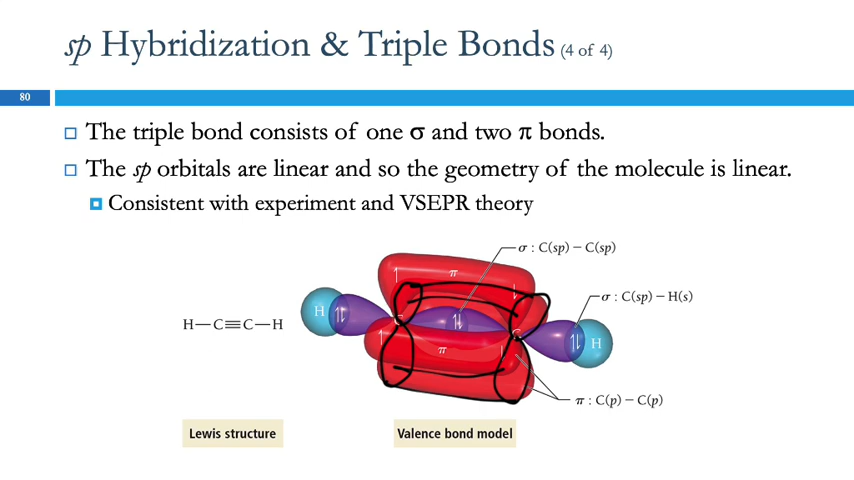 sp Hybridization & Triple Bonds (4 of 4)
80
The triple bond consists of one σ and two π bonds.
The sp orbitals are linear and so the geometry of the molecule is linear.
Consistent with experiment and VSEPR theory
σ : C(sp) – C(sp)
π
σ : C(sp) – H(s)
H
H—C≡C—H
C
C
H
π
π : C(p) – C(p)
Lewis structure
Valence bond model